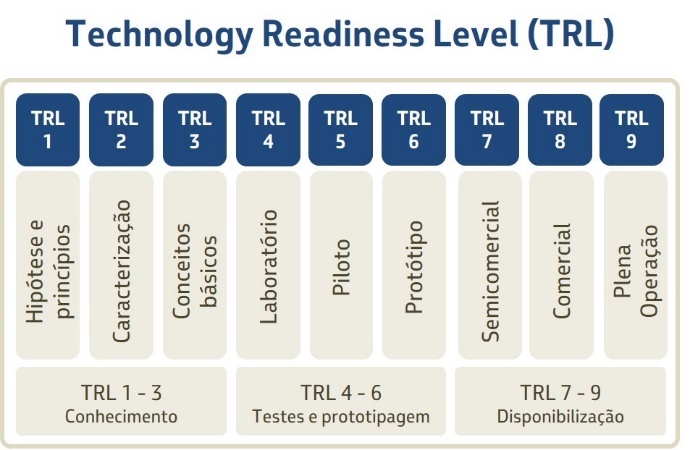 Technology Readiness Level (TRL)
TRL
1
TRL
2
TRL
3
TRL
4
TRL
5
TRL
6
TRL
7
TRL
8
TRL
9
Hipótese e
princípios
Caracterização
Conceitos
básicos
Laboratório
Piloto
Protótipo
Semicomercial
Comercial
Plena
Operação
TRL 1 - 3
Conhecimento
TRL 4 - 6
Testes e prototipagem
TRL 7 - 9
Disponibilização